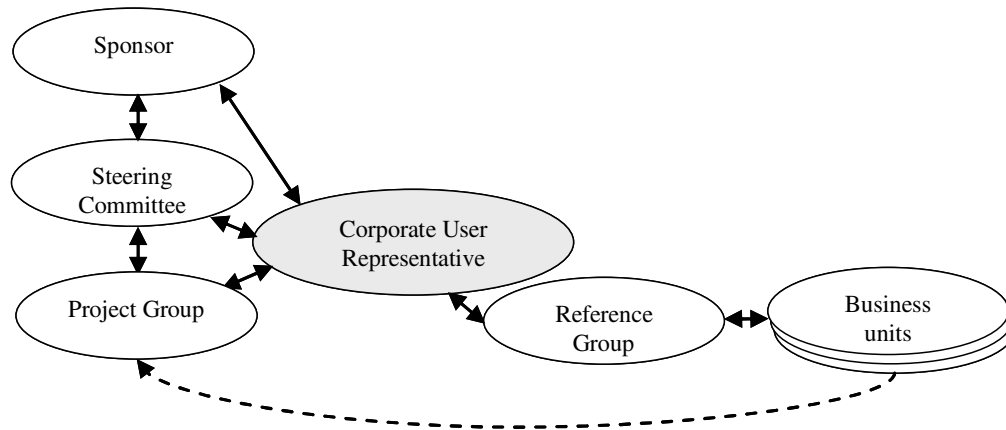 Sponsor
Steering
Committee
Corporate User
Representative
Project Group
Reference
Group
Business
units